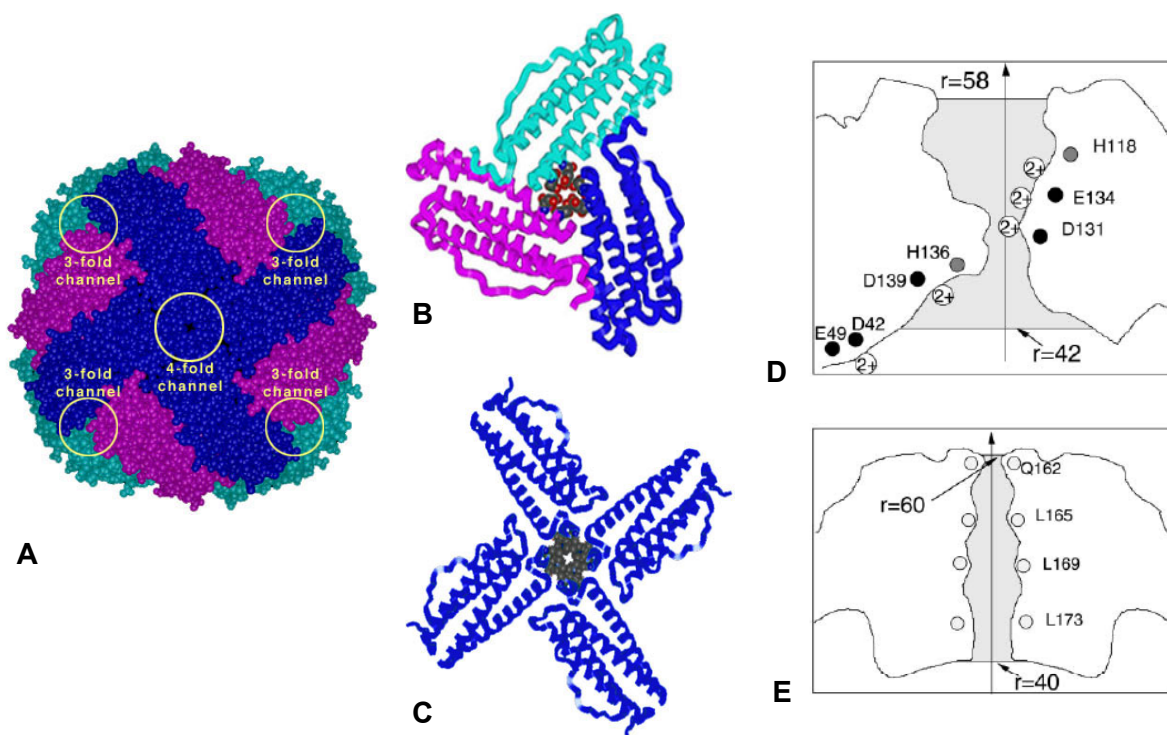 3-fold
channel
3-fold
channel
4-fold
channel
3-fold
channel
3-fold
channel
A
B
C
r=58
H118
2+
2+
E134
2+
D131
H136
D139
2+
E49
D42
2+
r=42
D
Q162
r=60
L165
L169
L173
r=40
E